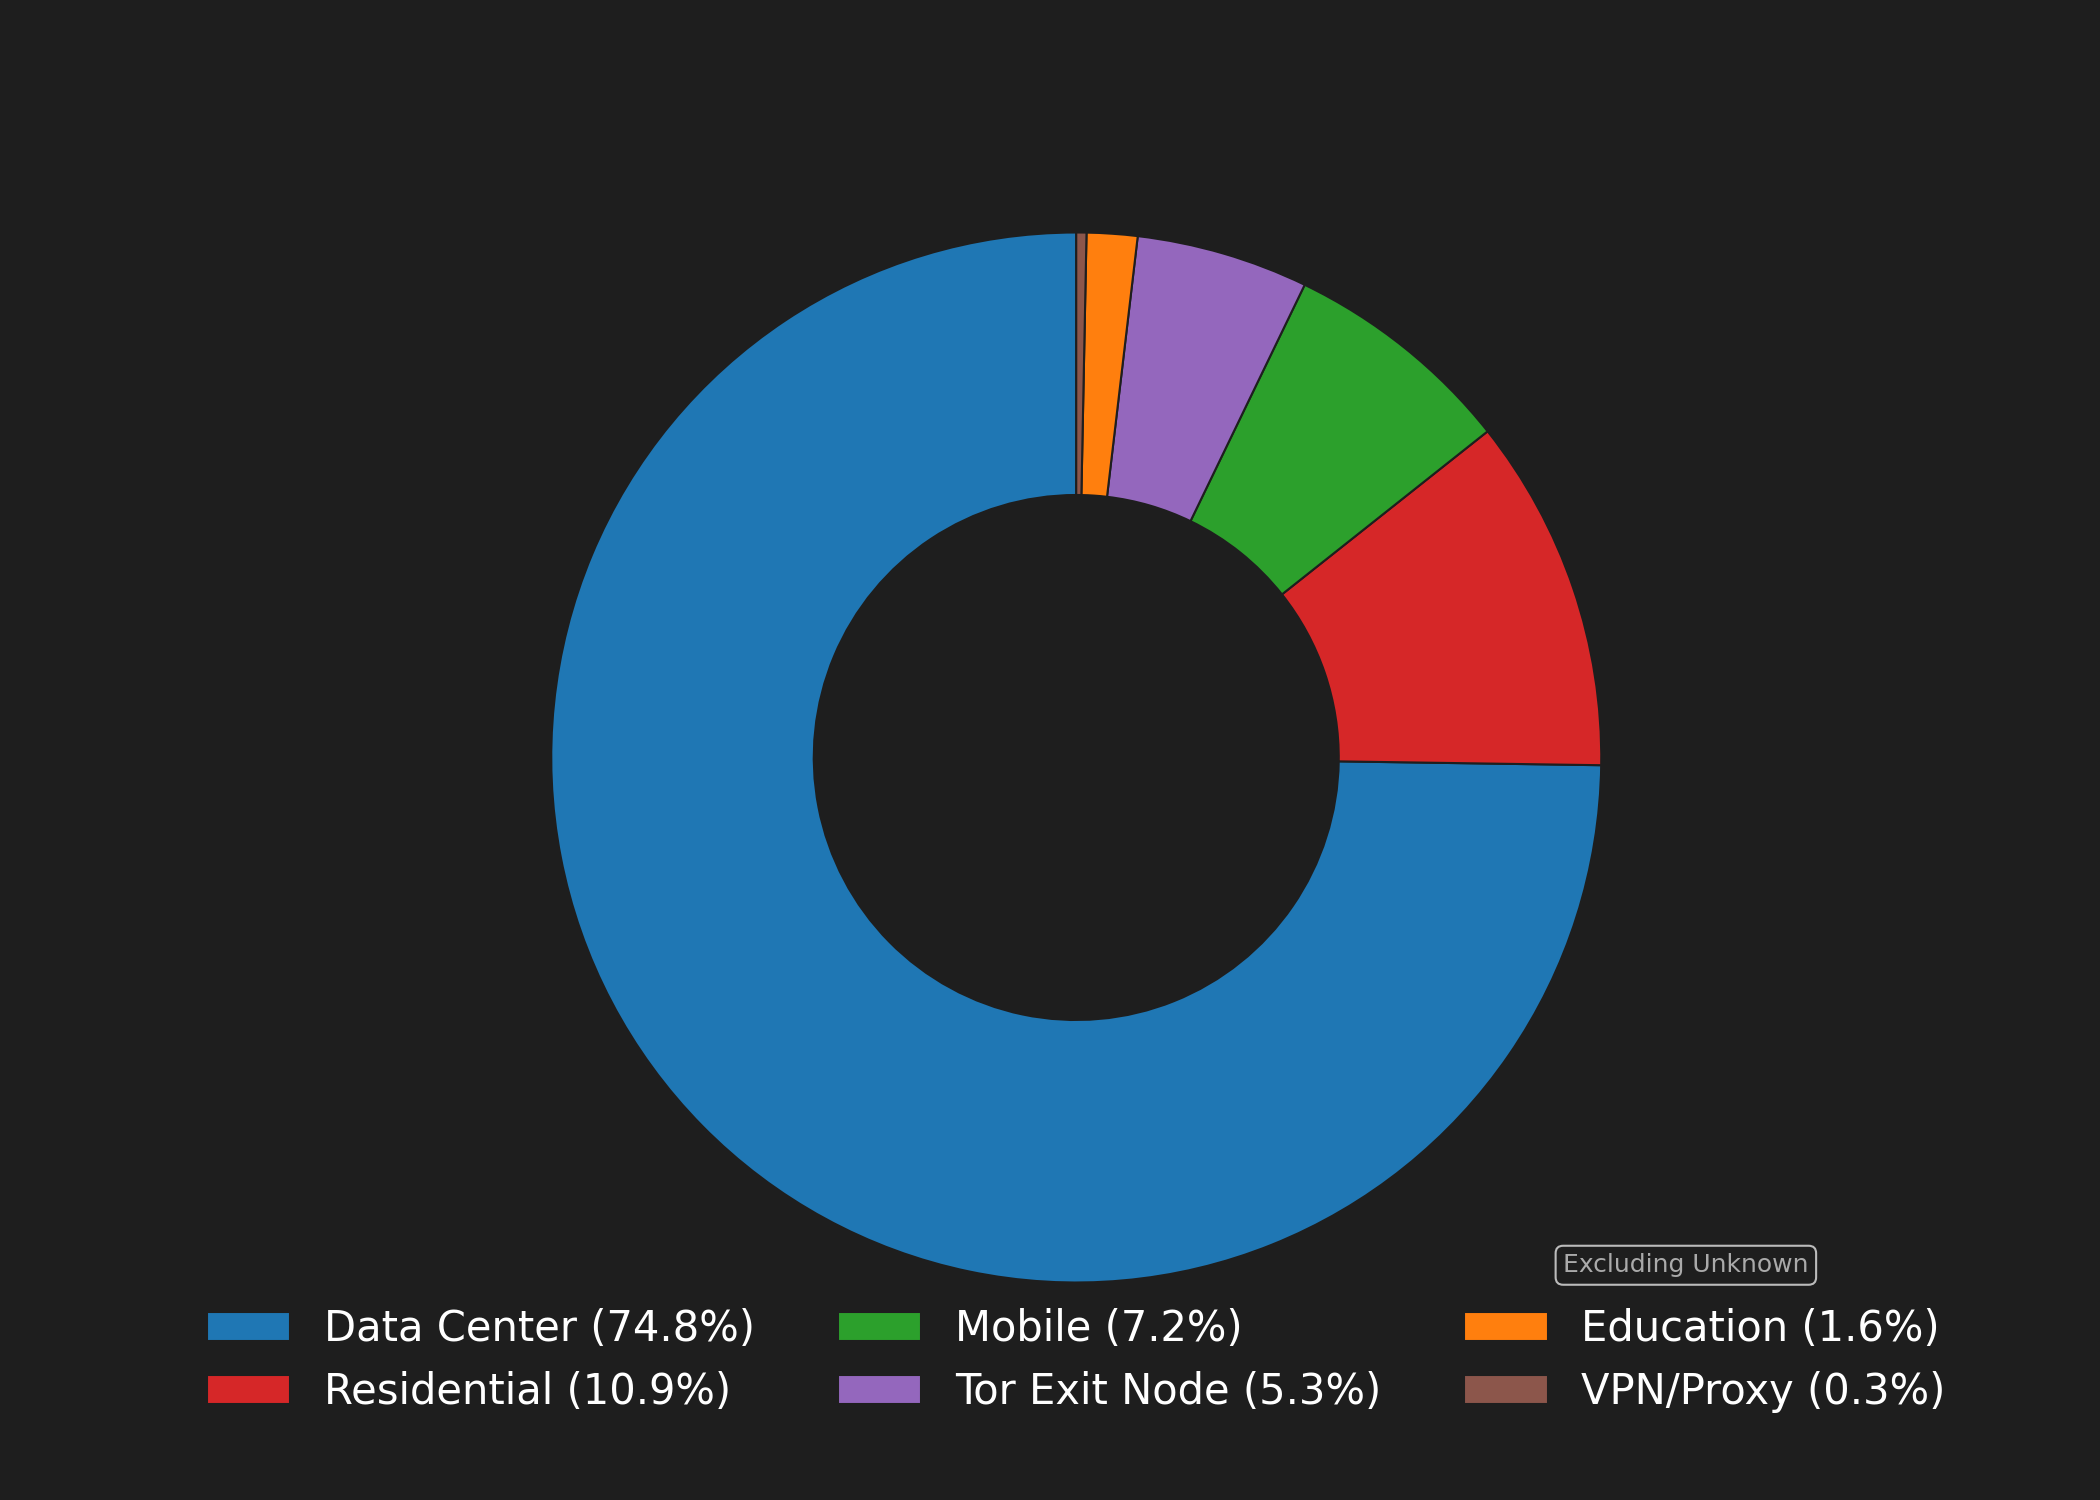 Excluding Unknown
Data Center (74.8%)
Residential (10.9%)
Mobile (7.2%)
Tor Exit Node (5.3%)
Education (1.6%)
VPN/Proxy (0.3%)